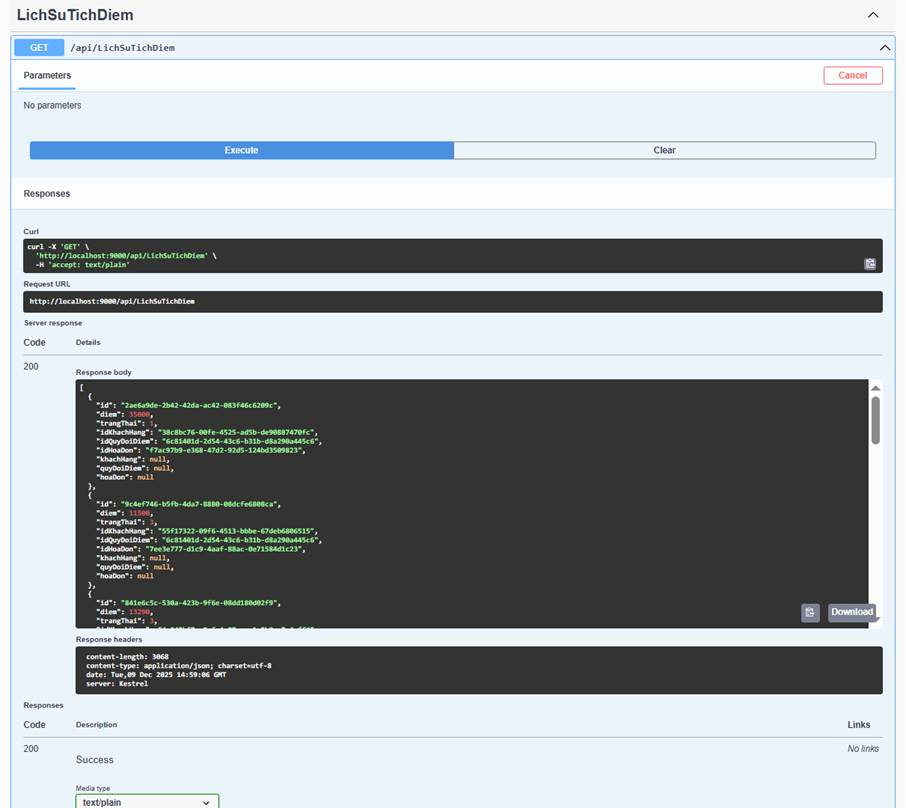 LichSuTichDiem
GET /api/LichSuTichDiem
Parameters
Cancel
No parameters
Execute
Clear
Responses
Curl
curl -X 'GET' \
'http://localhost:9000/api/LichSuTichDiem' \
-H 'accept: text/plain'
Request URL
http://localhost:9000/api/LichSuTichDiem
Server response
Code Details
200
Response body
[
{
"id": "2ae6a9de-2b42-42da-ac42-083f46c6209c",
"diem": 35000,
"trangThai": 1,
"idKhachHang": "38c8bc76-00fe-4525-ad5b-de90887470fc",
"idQuyDoiDiem": "6c81401d-2d54-43c6-b31b-d8a290a445c6",
"idHoaDon": "f7ac97b9-e368-47d2-92d5-124bd3509823",
"khachHang": null,
"quyDoiDiem": null,
"hoaDon": null
},
{
"id": "9c4ef746-b5fb-4da7-8880-08dcfe6808ca",
"diem": 11500,
"trangThai": 3,
"idKhachHang": "55f17322-09f6-4513-bbbe-67deb6806515",
"idQuyDoiDiem": "6c81401d-2d54-43c6-b31b-d8a290a445c6",
"idHoaDon": "7ee3e777-d1c9-4aaf-88ac-0e71584d1c23",
"khachHang": null,
"quyDoiDiem": null,
"hoaDon": null
},
{
"id": "841e6c5c-530a-423b-9f6e-08dd180d02f9",
"diem": 13290,
"trangThai": 3,
Download
Response headers
content-length: 3068
content-type: application/json; charset=utf-8
date: Tue,09 Dec 2025 14:59:06 GMT
server: Kestrel
Responses
Code Description Links
200 No links
Success
Media type
text/plain